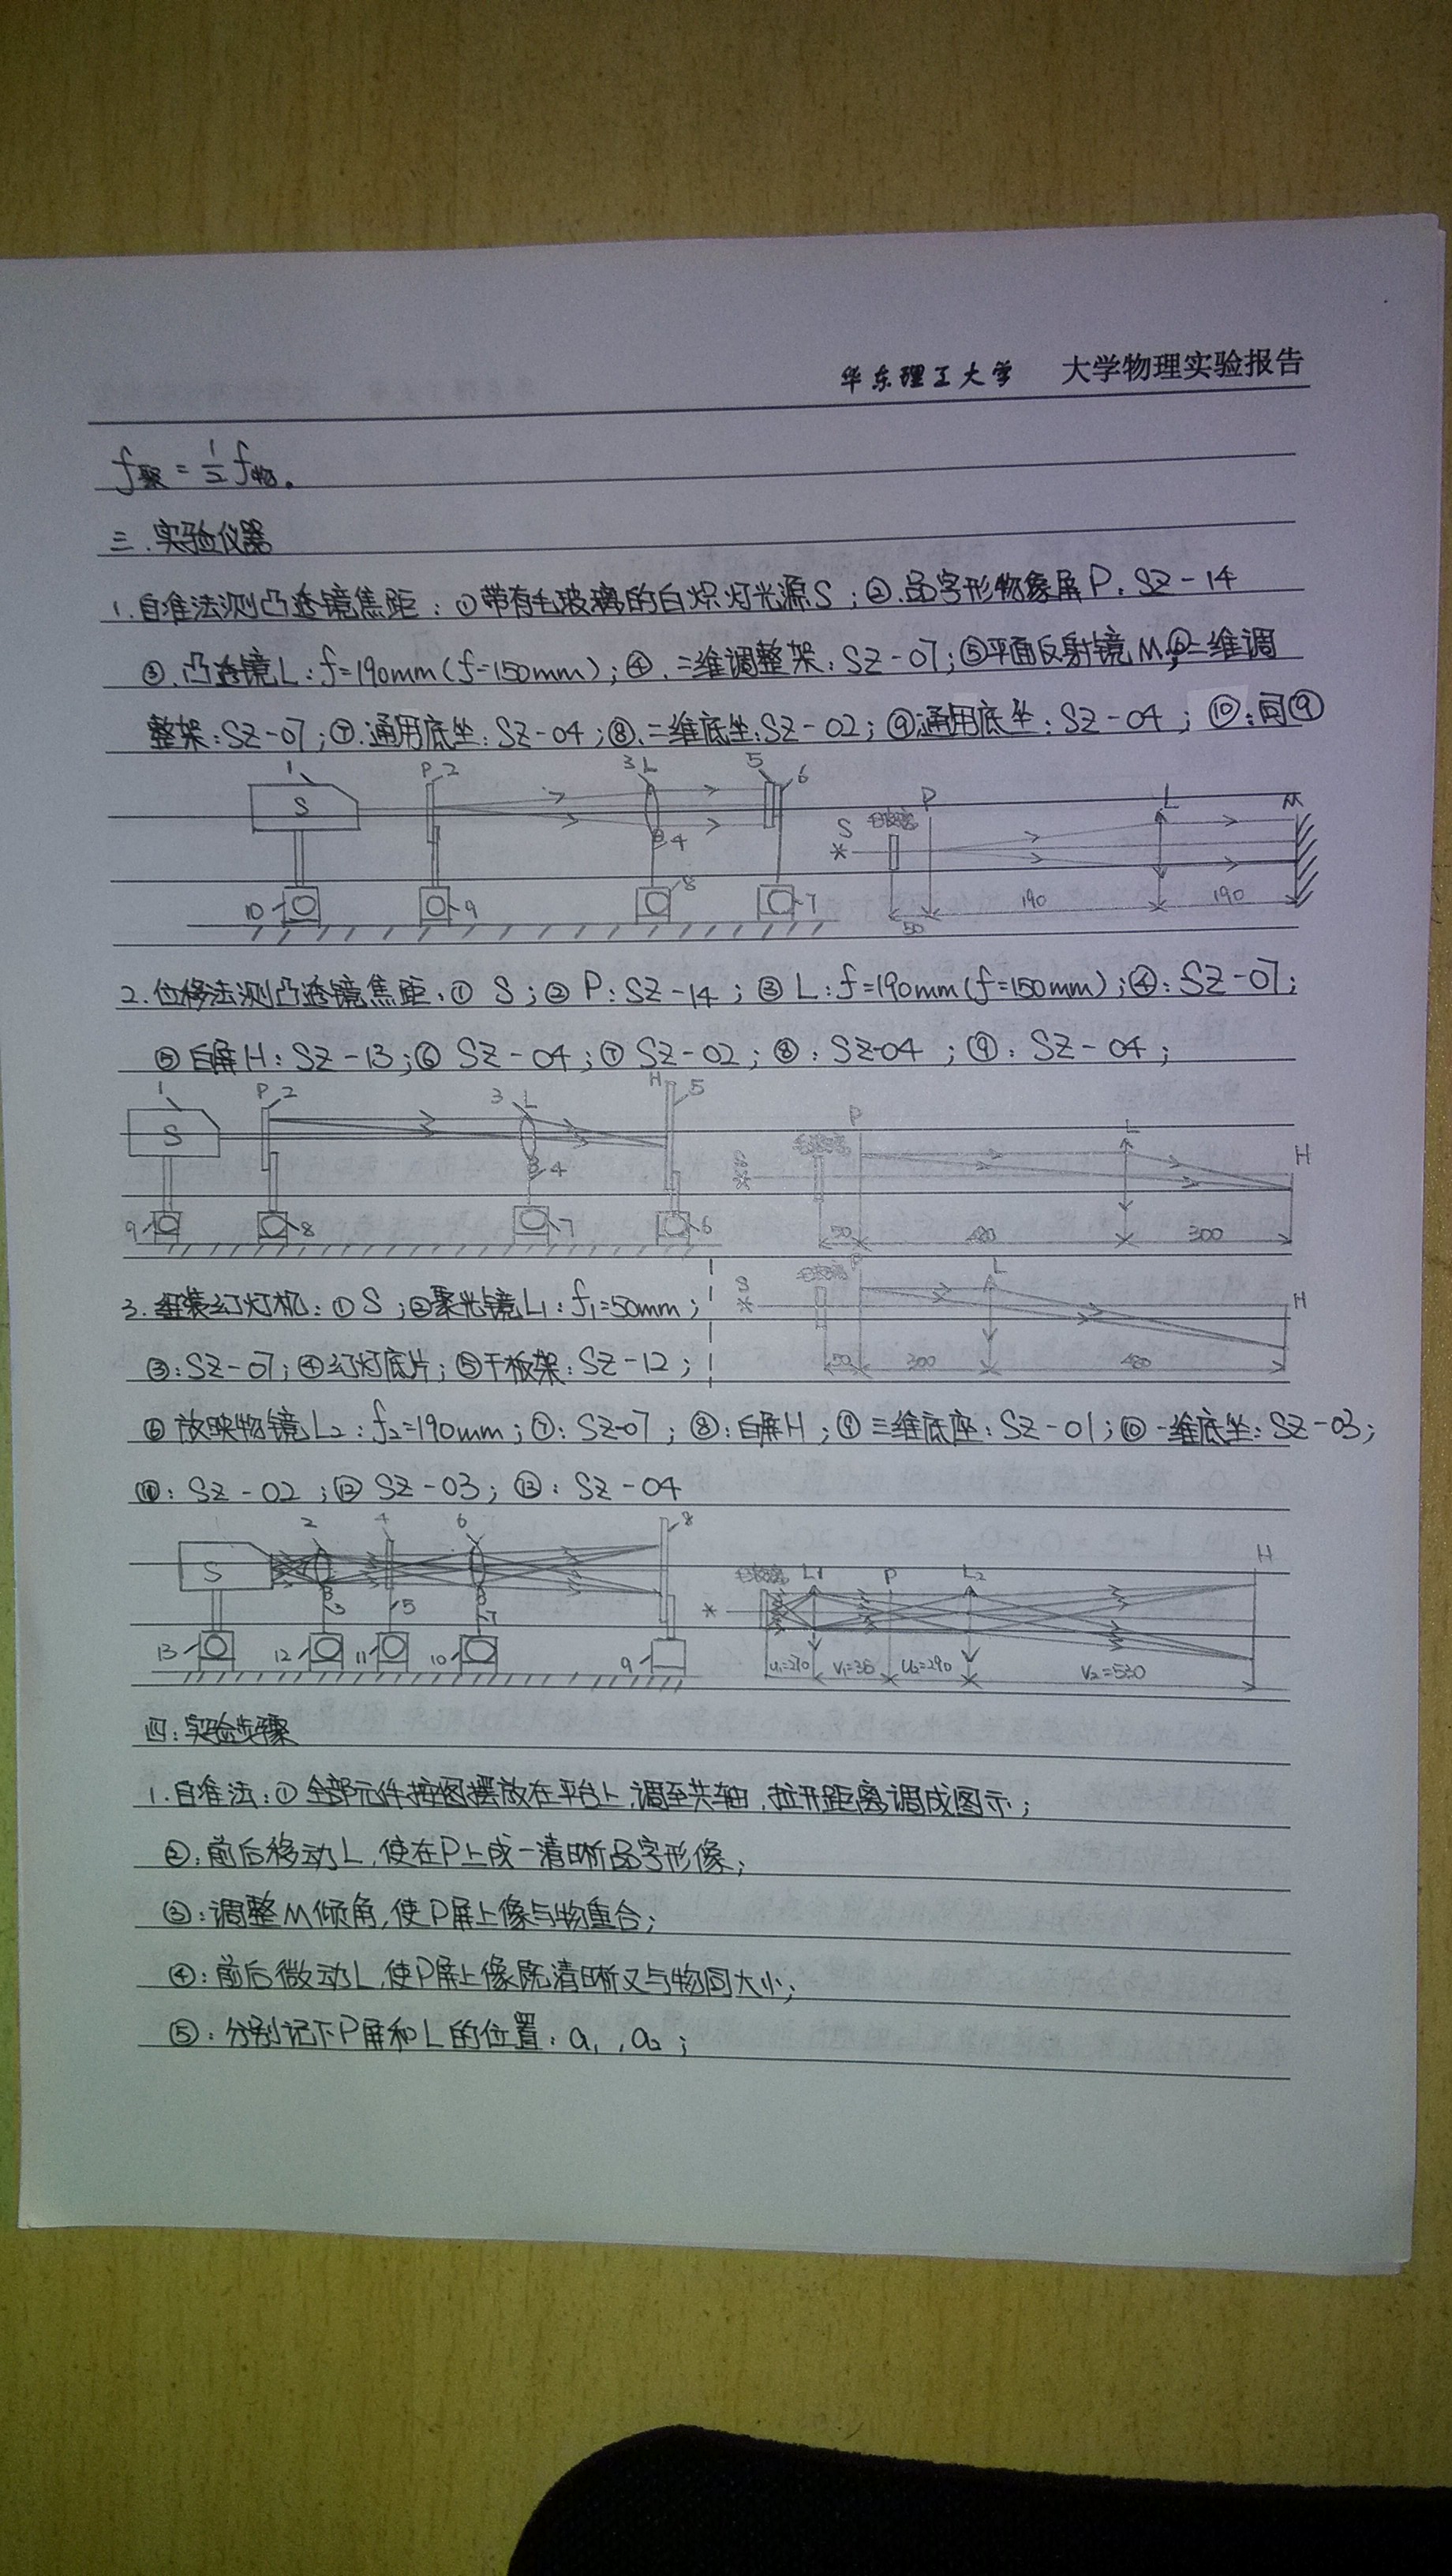 华东理工大学 大学物理实验报告
f聚 = 1/2 f物。
三.实验仪器
1.自准法测凸透镜焦距：①带有毛玻璃的白炽灯光源S；②.品字形物象屏P：SZ-14
③.凸透镜L：f=190mm(f=150mm)；④.二维调整架：SZ-07；⑤平面反射镜M；⑥二维调
整架：SZ-07；⑦.通用底坐：SZ-04；⑧.二维底坐：SZ-02；⑨通用底坐：SZ-04；⑩：同⑨
1 P 2 3 L 5 6
S 4
10 9 8 7
S 毛玻璃 P L M
50 190 190
2.位移法测凸透镜焦距.① S；② P：SZ-14；③ L：f=190mm(f=150mm)；④：SZ-07；
⑤白屏H：SZ-13；⑥ SZ-04；⑦ SZ-02；⑧：SZ-04；⑨：SZ-04；
1 P 2 3 L H 5
S 4
9 8 7 6
S 毛玻璃 P L H
50 480 300
3.组装幻灯机：① S；②聚光镜L1：f1=50mm；
③：SZ-07；④幻灯底片；⑤干板架：SZ-12；
S 毛玻璃 P L H
50 300 480
⑥放映物镜L2：f2=190mm；⑦：SZ-07；⑧：白屏H；⑨三维底座：SZ-01；⑩一维底坐：SZ-03；
⑪：SZ-02；⑫ SZ-03；⑬：SZ-04
2 4 6 8
S 3 5 7
13 12 11 10 9
毛玻璃 L1 P L2 H
V1=35 U2=290 V2=530
四：实验步骤
1.自准法：①全部元件按图摆放在平台上，调至共轴，拉开距离调成图示；
②：前后移动L，使在P上成一清晰品字形像；
③：调整M倾角，使P屏上像与物重合；
④：前后微动L，使P屏上像既清晰又与物同大小；
⑤：分别记下P屏和L的位置：a1，a2；